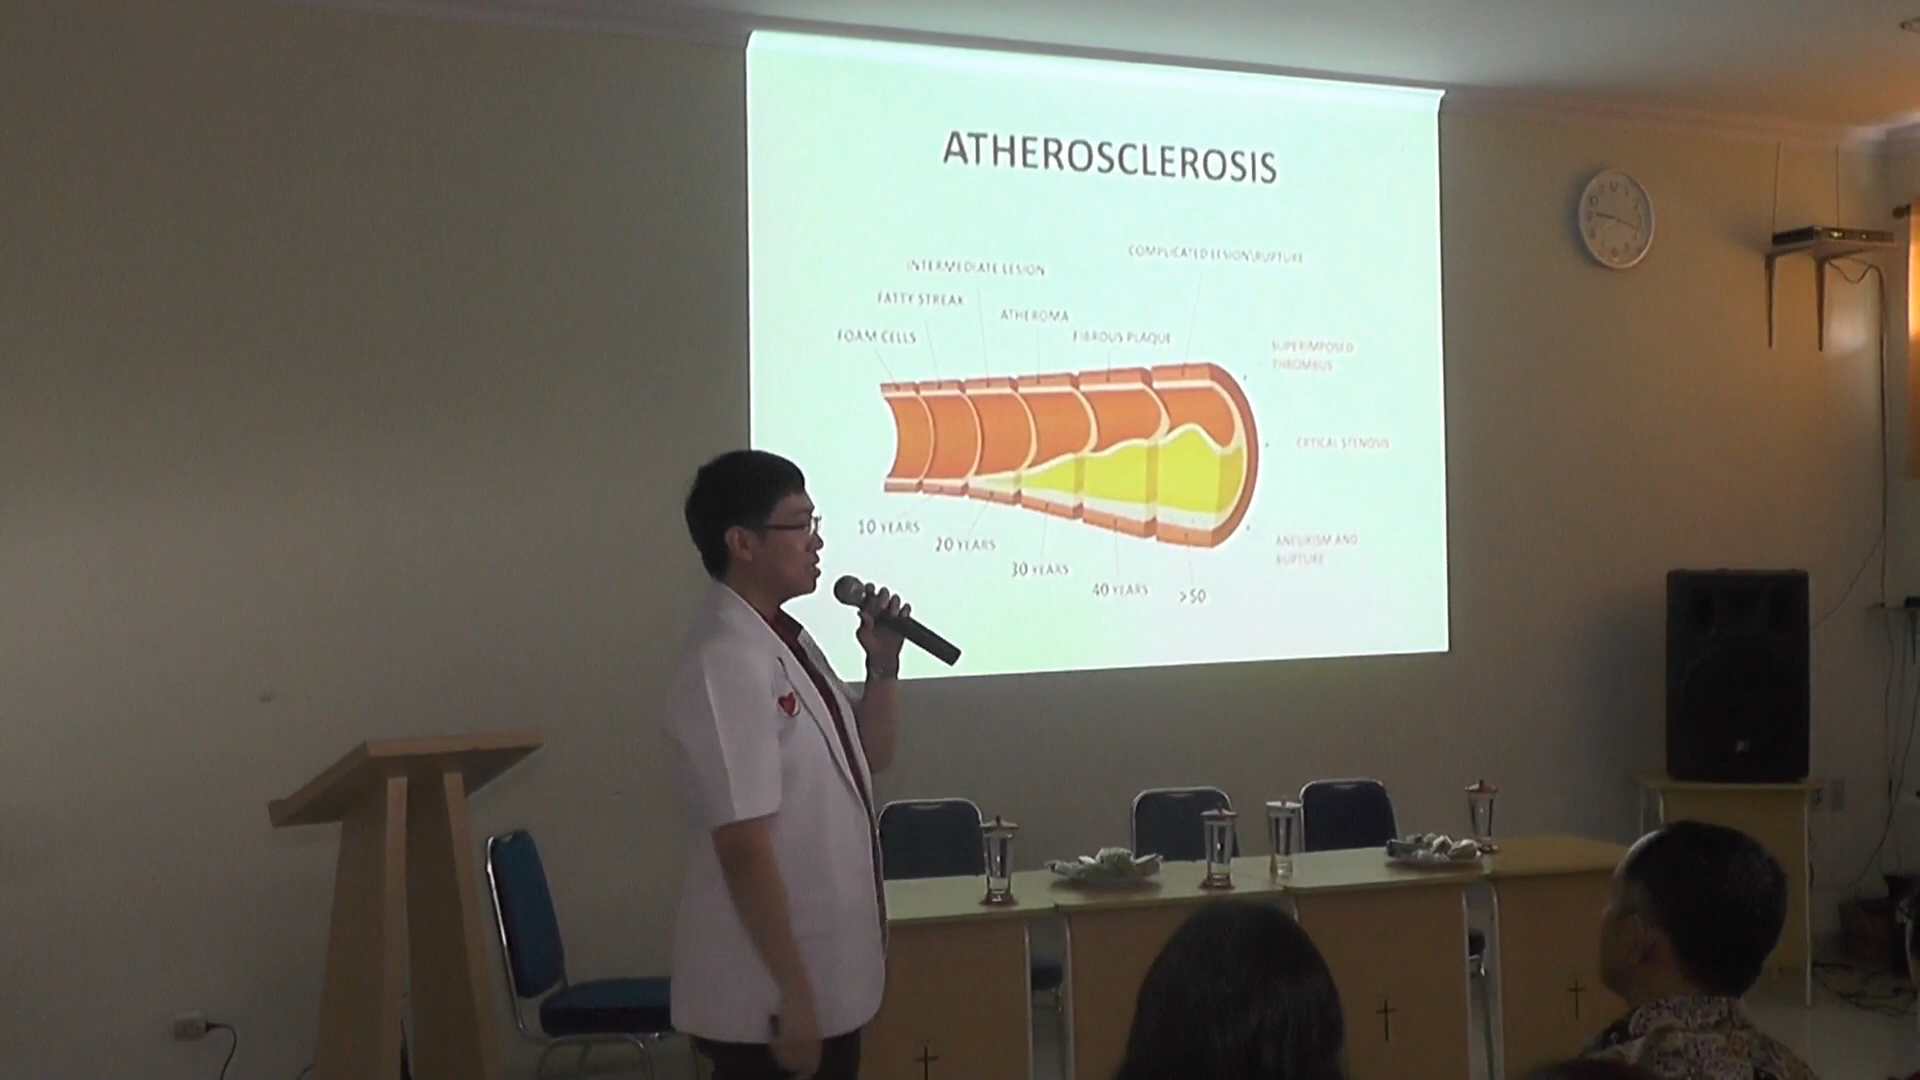 ATHEROSCLEROSIS
COMPLICATED LESION\RUPTURE
INTERMEDIATE LESION
FATTY STREAK
ATHEROMA
FOAM CELLS
FIBROUS PLAQUE
SUPERIMPOSED
THROMBUS
CRITICAL STENOSIS
10 YEARS
20 YEARS
30 YEARS
40 YEARS
>50
ANEURISM AND
RUPTURE